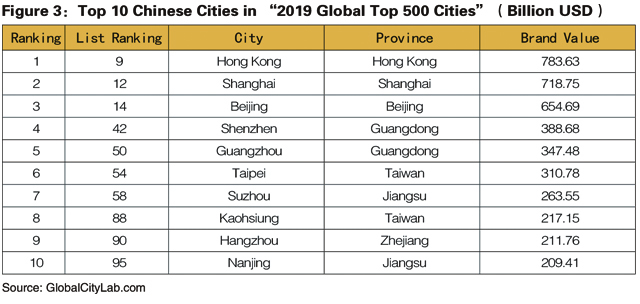 Figure 3：Top 10 Chinese Cities in “2019 Global Top 500 Cities”（Billion USD）
Ranking List Ranking City Province Brand Value
1 9 Hong Kong Hong Kong 783.63
2 12 Shanghai Shanghai 718.75
3 14 Beijing Beijing 654.69
4 42 Shenzhen Guangdong 388.68
5 50 Guangzhou Guangdong 347.48
6 54 Taipei Taiwan 310.78
7 58 Suzhou Jiangsu 263.55
8 88 Kaohsiung Taiwan 217.15
9 90 Hangzhou Zhejiang 211.76
10 95 Nanjing Jiangsu 209.41
Source: GlobalCityLab.com